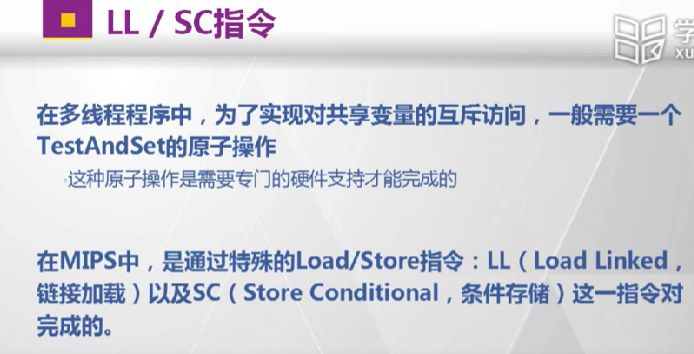 LL / SC指令
学
xu
在多线程程序中，为了实现对共享变量的互斥访问，一般需要一个
TestAndSet的原子操作
这种原子操作是需要专门的硬件支持才能完成的
在MIPS中，是通过特殊的Load/Store指令：LL（Load Linked，
链接加载）以及SC（Store Conditional，条件存储）这一指令对
完成的。